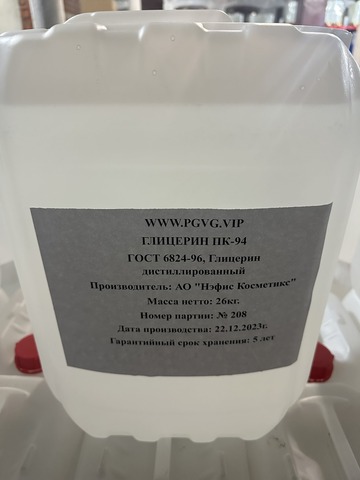 WWW.PGVG.VIP
ГЛИЦЕРИН ПК-94
ГОСТ 6824-96, Глицерин
дистиллированный
Производитель: АО "Нэфис Косметикс"
Масса нетто: 26кг.
Номер партии: № 208
Дата производства: 22.12.2023г.
Гарантийный срок хранения: 5 лет